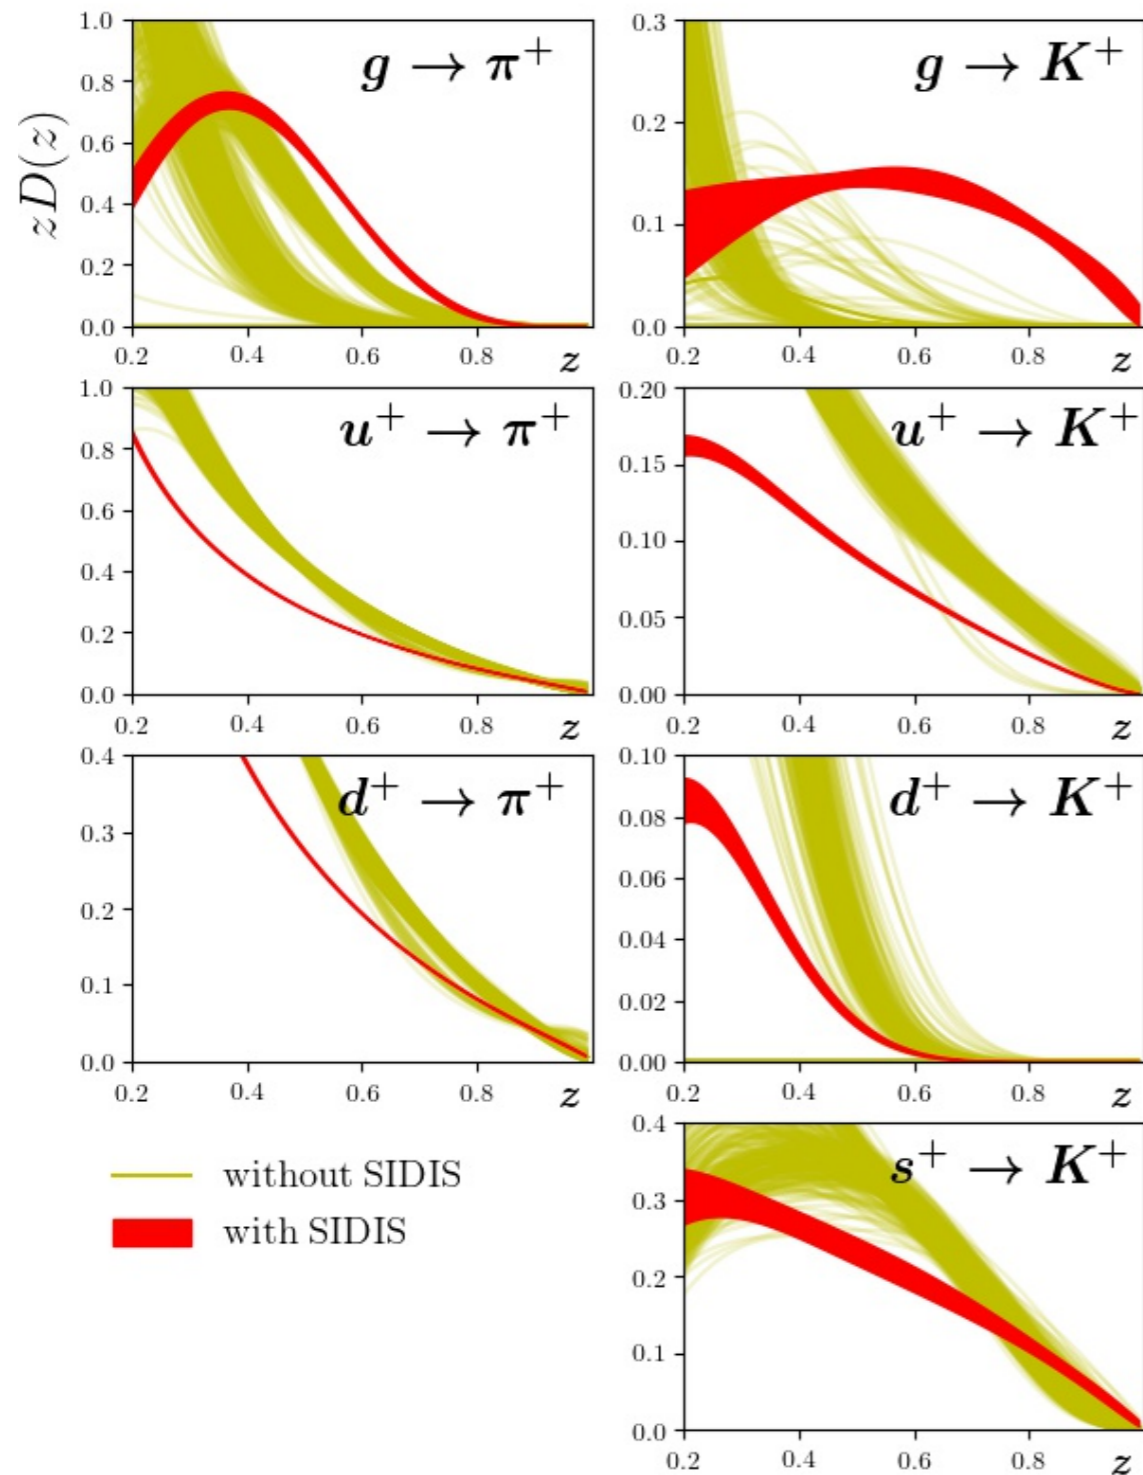 1.0
0.8
0.6
0.4
0.2
0.0
zD(z)
g → π⁺
0.2 0.4 0.6 0.8 z
0.3
0.2
0.1
0.0
g → K⁺
0.2 0.4 0.6 0.8 z
1.0
0.8
0.6
0.4
0.2
0.0
u⁺ → π⁺
0.2 0.4 0.6 0.8 z
0.20
0.15
0.10
0.05
0.00
u⁺ → K⁺
0.2 0.4 0.6 0.8 z
0.4
0.3
0.2
0.1
0.0
d⁺ → π⁺
0.2 0.4 0.6 0.8 z
0.10
0.08
0.06
0.04
0.02
0.00
d⁺ → K⁺
0.2 0.4 0.6 0.8 z
without SIDIS
with SIDIS
0.4
0.3
0.2
0.1
0.0
s⁺ → K⁺
0.2 0.4 0.6 0.8 z